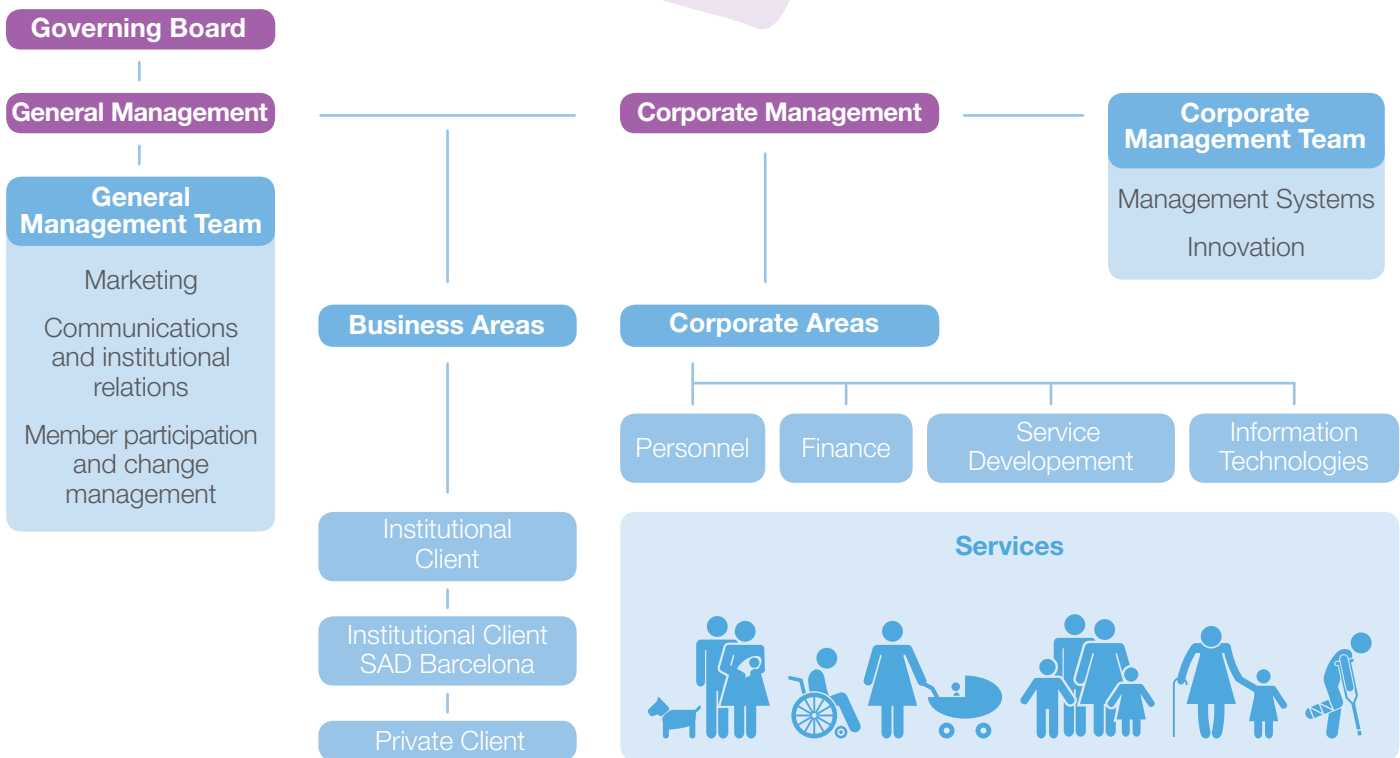 Governing Board
General Management
Corporate Management
Corporate
Management Team
Management Systems
Innovation
General
Management Team
Marketing
Communications
and institutional
relations
Member participation
and change
management
Business Areas
Corporate Areas
Personnel
Finance
Service
Developement
Information
Technologies
Institutional
Client
Institutional Client
SAD Barcelona
Private Client
Services